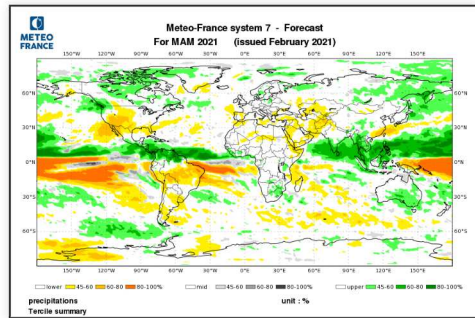 METEO
FRANCE
Meteo-France system 7 - Forecast
For MAM 2021 (issued February 2021)
150°W 120°W 90°W 60°W 30°W 0°E 30°E 60°E 90°E 120°E 150°E
60°N 60°N
30°N 30°N
0°N 0°N
30°S 30°S
60°S 60°S
150°W 120°W 90°W 60°W 30°W 0°E 30°E 60°E 90°E 120°E 150°E
lower 45-60 60-80 80-100% mid 45-60 60-80 80-100% upper 45-60 60-80 80-100%
precipitations unit : %
Tercile summary